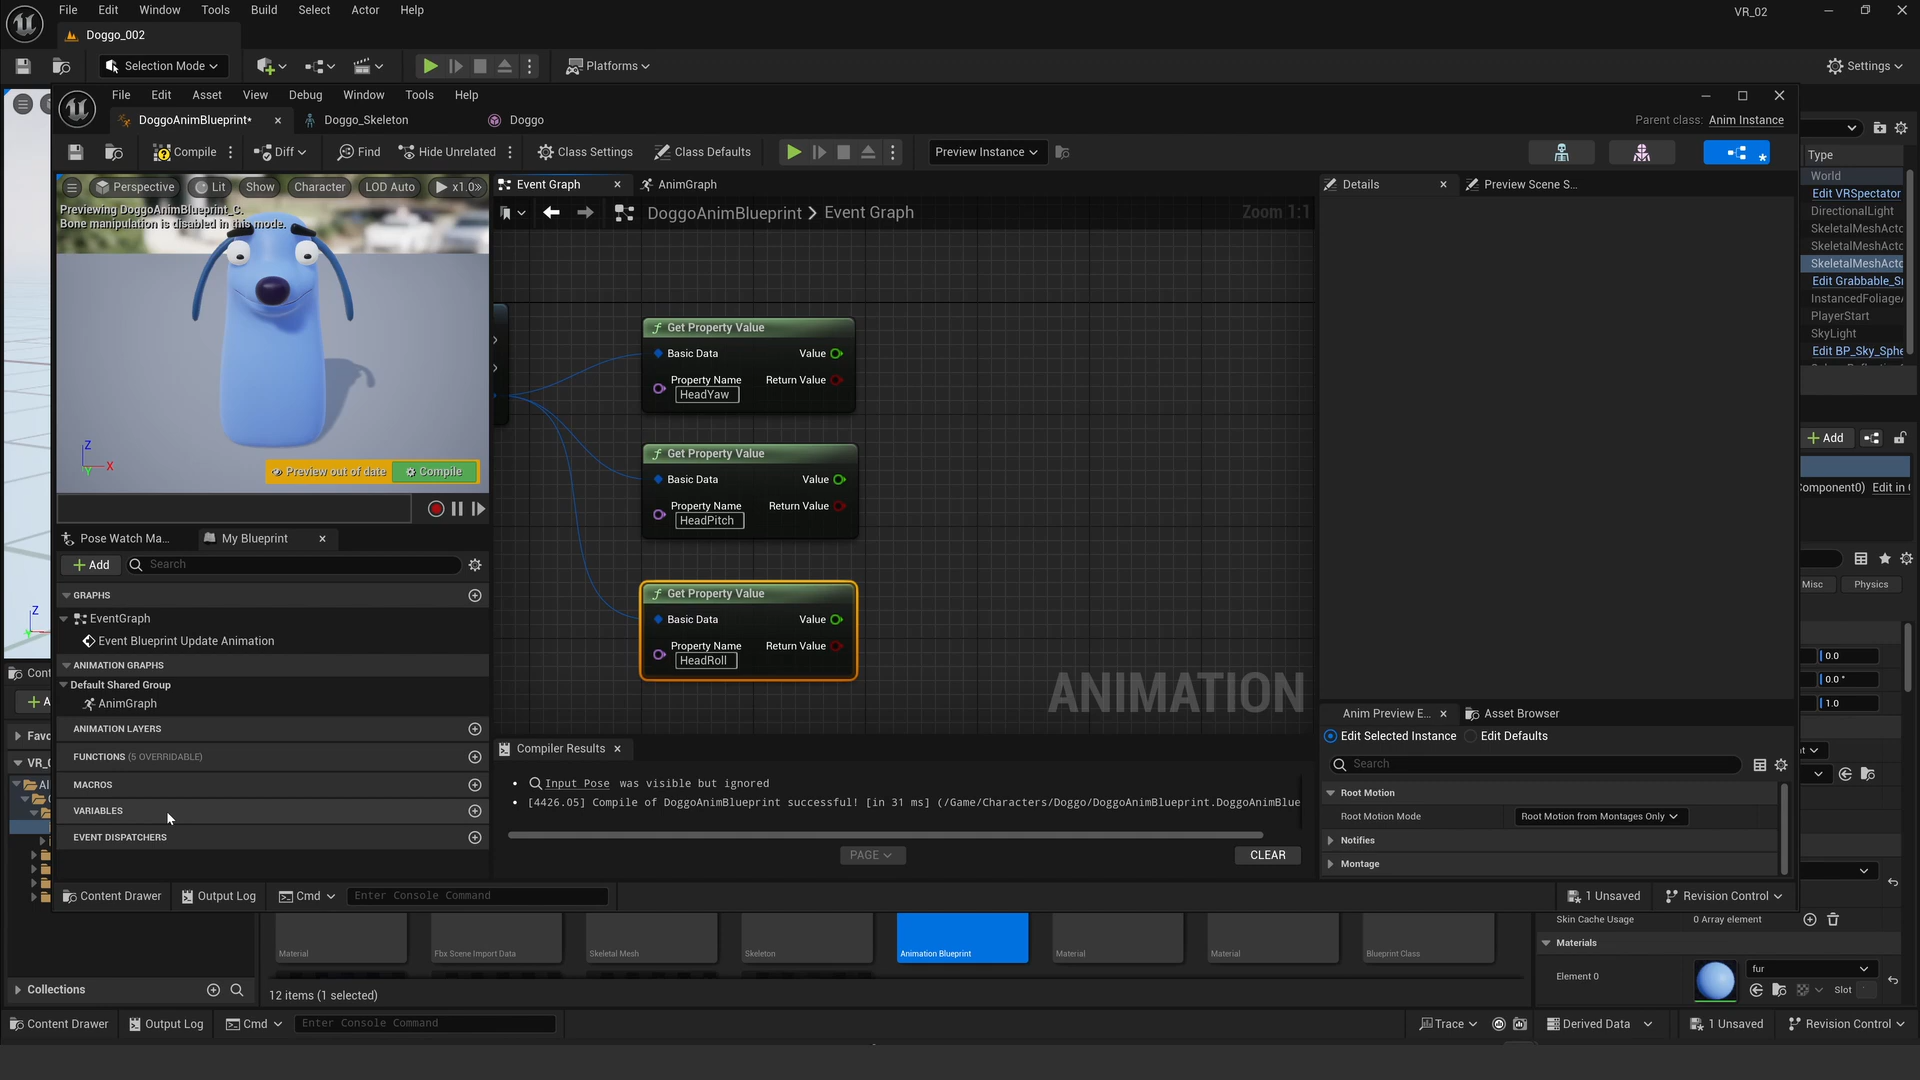 File Edit Window Tools Build Select Actor Help
VR_02
Doggo_002
Selection Mode
Platforms
Settings
File Edit Asset View Debug Window Tools Help
DoggoAnimBlueprint*
Doggo_Skeleton
Doggo
Parent class: Anim Instance
Compile
Diff
Find
Hide Unrelated
Class Settings
Class Defaults
Preview Instance
Perspective Lit Show Character LOD Auto x1.0
Previewing DoggoAnimBlueprint_C.
Bone manipulation is disabled in this mode.
Z
X
Y
Preview out of date
Compile
Event Graph
AnimGraph
DoggoAnimBlueprint > Event Graph
Zoom 1:1
Get Property Value
Basic Data Value
Property Name Return Value
HeadYaw
Get Property Value
Basic Data Value
Property Name Return Value
HeadPitch
Get Property Value
Basic Data Value
Property Name Return Value
HeadRoll
ANIMATION
Details
Preview Scene S...
Type
World
Edit VRSpectator
DirectionalLight
SkeletalMeshActo
SkeletalMeshActo
SkeletalMeshActo
Edit Grabbable_S
InstancedFoliage
PlayerStart
SkyLight
Edit BP_Sky_Sphe
Add
Component0) Edit in
Misc
Physics
0.0
0.0 °
1.0
Pose Watch Ma...
My Blueprint
Add
Search
GRAPHS
EventGraph
Event Blueprint Update Animation
ANIMATION GRAPHS
Default Shared Group
AnimGraph
ANIMATION LAYERS
FUNCTIONS (5 OVERRIDABLE)
MACROS
VARIABLES
EVENT DISPATCHERS
Z
Cont
Favo
VR_0
Compiler Results
Input Pose was visible but ignored
[4426.05] Compile of DoggoAnimBlueprint successful! [in 31 ms] (/Game/Characters/Doggo/DoggoAnimBlueprint.DoggoAnimBlue
PAGE
CLEAR
Anim Preview E...
Asset Browser
Edit Selected Instance
Edit Defaults
Search
Root Motion
Root Motion Mode
Root Motion from Montages Only
Notifies
Montage
Content Drawer
Output Log
Cmd
Enter Console Command
1 Unsaved
Revision Control
Material
Fbx Scene Import Data
Skeletal Mesh
Skeleton
Animation Blueprint
Material
Material
Blueprint Class
Skin Cache Usage
0 Array element
Materials
Element 0
fur
Slot
Collections
12 items (1 selected)
Content Drawer
Output Log
Cmd
Enter Console Command
Trace
Derived Data
1 Unsaved
Revision Control